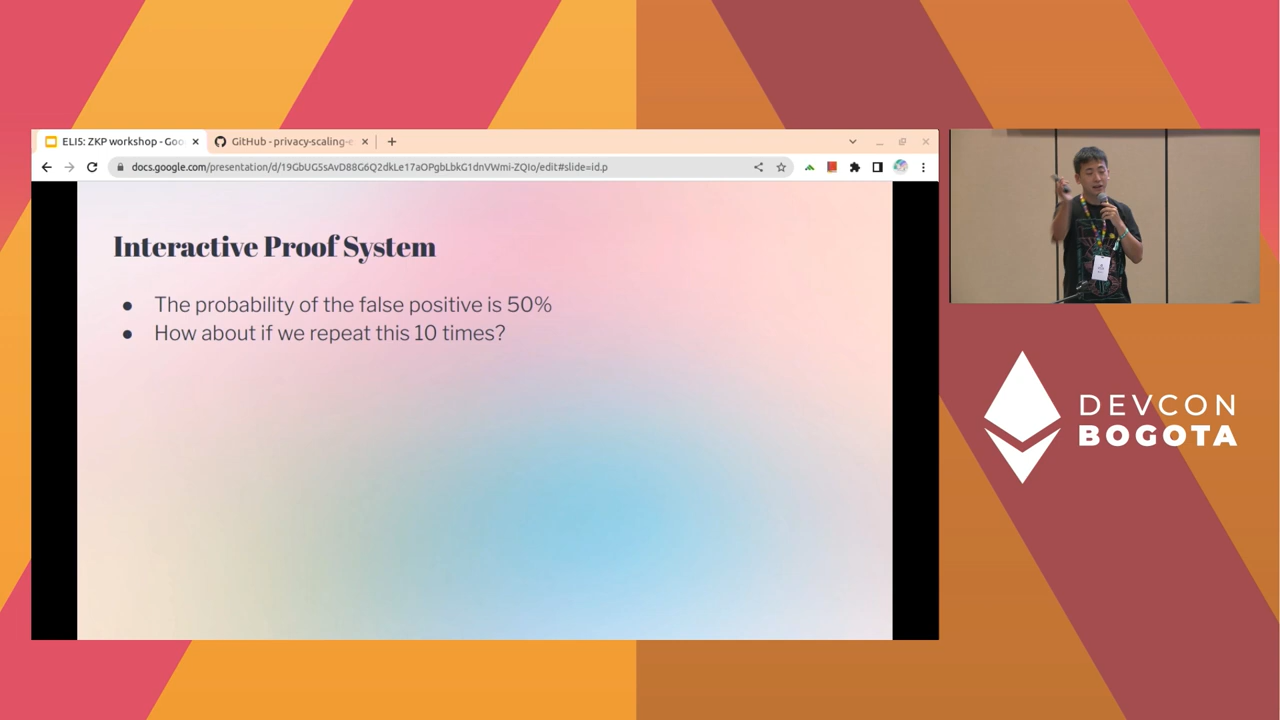 ELI5: ZKP workshop - Goo
GitHub - privacy-scaling-e
docs.google.com/presentation/d/19GbUG5sAvD88G6Q2dkLe17aOPgbLbkG1dnVWmi-ZQIo/edit#slide=id.p
Interactive Proof System
● The probability of the false positive is 50%
● How about if we repeat this 10 times?
DEVCON
BOGOTA